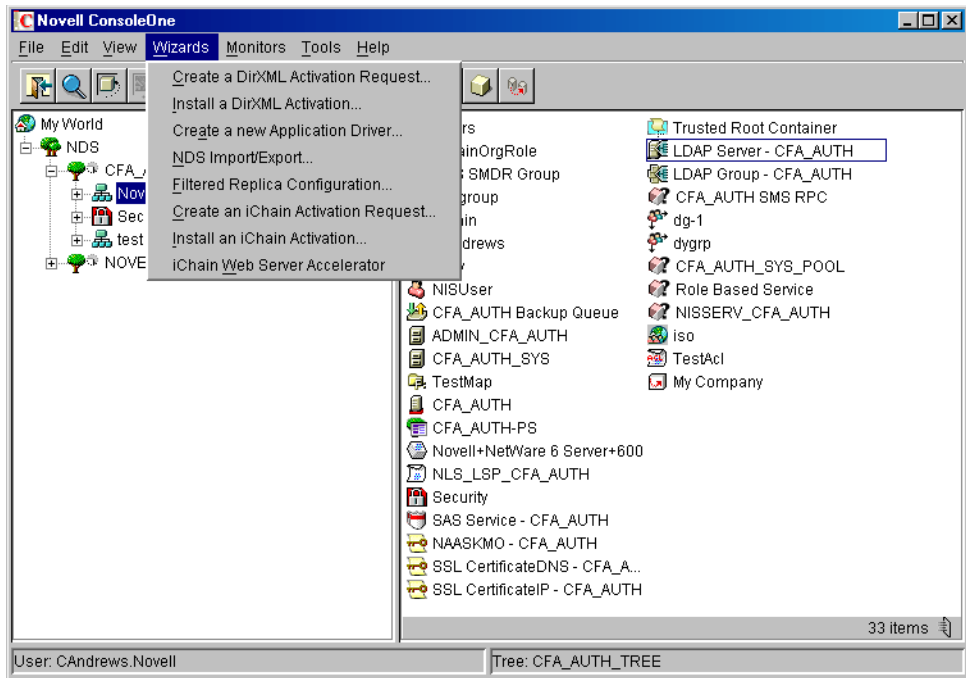 Novell ConsoleOne
File Edit View Wizards Monitors Tools Help
Create a DirXML Activation Request...
Install a DirXML Activation...
Create a new Application Driver...
NDS Import/Export...
Filtered Replica Configuration...
Create an iChain Activation Request...
Install an iChain Activation...
iChain Web Server Accelerator
My World
NDS
CFA_
Nov
Sec
test
NOVE
rs
inOrgRole
SMDR Group
group
in
drews
NISUser
CFA_AUTH Backup Queue
ADMIN_CFA_AUTH
CFA_AUTH_SYS
TestMap
CFA_AUTH
CFA_AUTH-PS
Novell+NetWare 6 Server+600
NLS_LSP_CFA_AUTH
Security
SAS Service - CFA_AUTH
NAASKMO - CFA_AUTH
SSL CertificateDNS - CFA_A...
SSL CertificateIP - CFA_AUTH
Trusted Root Container
LDAP Server - CFA_AUTH
LDAP Group - CFA_AUTH
CFA_AUTH SMS RPC
dg-1
dygrp
CFA_AUTH_SYS_POOL
Role Based Service
NISSERV_CFA_AUTH
iso
TestAcl
My Company
33 items
User: CAndrews.Novell
Tree: CFA_AUTH_TREE